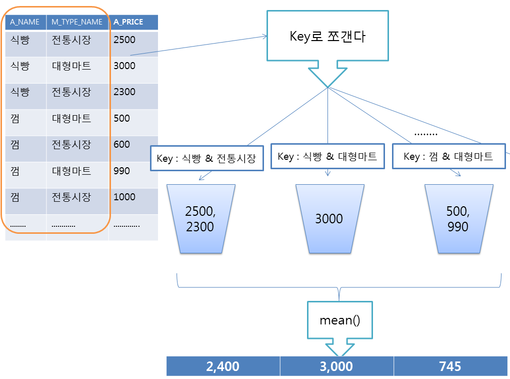 A_NAME M_TYPE_NAME A_PRICE
식빵 전통시장 2500
식빵 대형마트 3000
식빵 전통시장 2300
껌 대형마트 500
껌 전통시장 600
껌 대형마트 990
껌 전통시장 1000
........ ............ .............
Key로 쪼갠다
........
Key : 식빵 & 전통시장
Key : 식빵 & 대형마트
Key : 껌 & 대형마트
2500,
2300
3000
500,
990
mean()
2,400 3,000 745